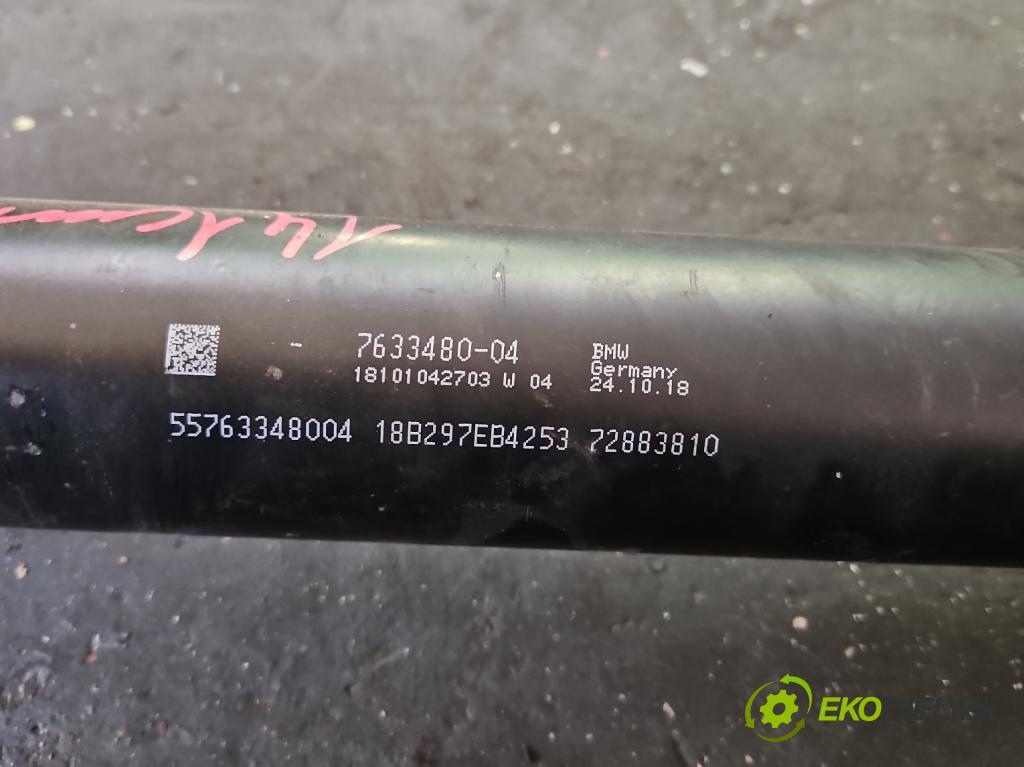 7633480-04
18101042703 W 04
BMW
Germany
24.10.18
55763348004 18B297EB4253 72883810
EKO